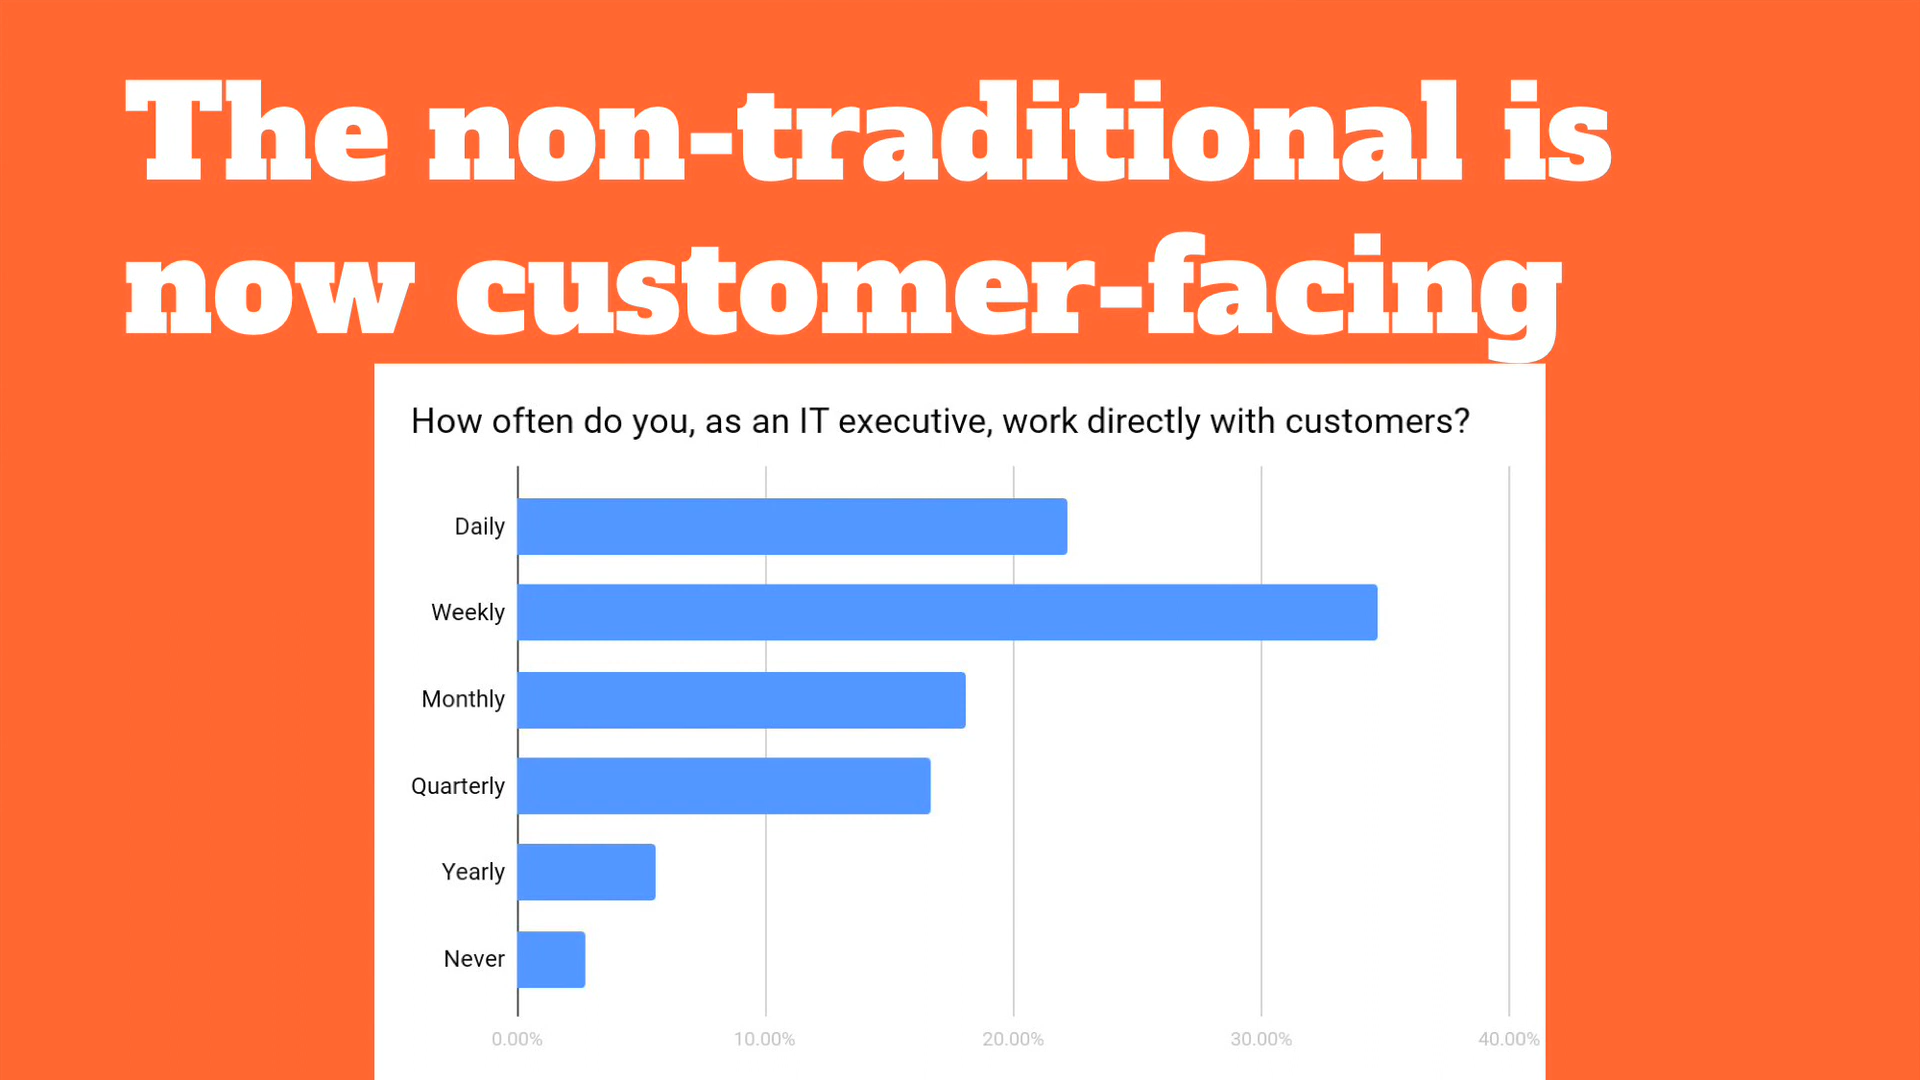 The non-traditional is
now customer-facing
How often do you, as an IT executive, work directly with customers?
Daily
Weekly
Monthly
Quarterly
Yearly
Never
0.00% 10.00% 20.00% 30.00% 40.00%